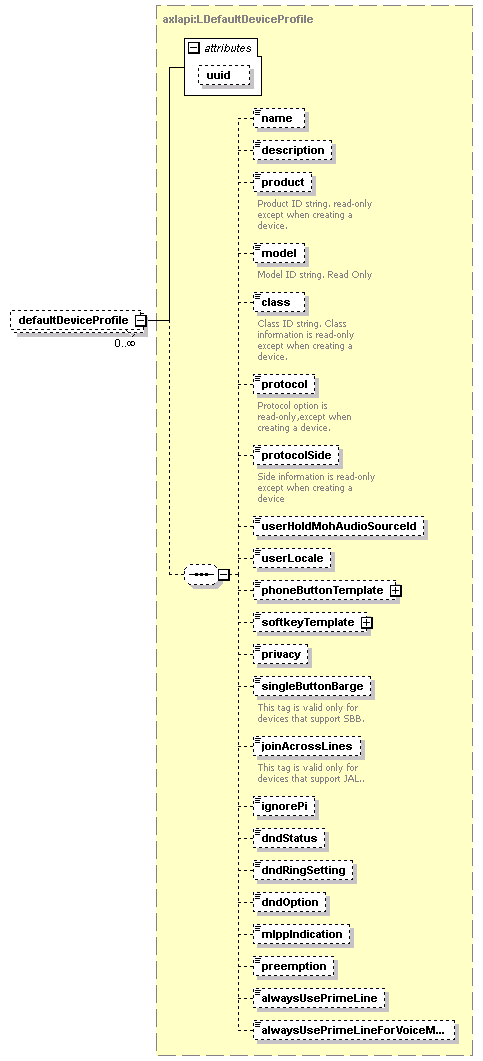 axlapi:LDefaultDeviceProfile
attributes
uuid
name
description
product
Product ID string. read-only
except when creating a
device.
model
Model ID string. Read Only
class
Class ID string. Class
information is read-only
except when creating a
device.
defaultDeviceProfile
0..∞
protocol
Protocol option is
read-only,except when
creating a device.
protocolSide
Side information is read-only
except when creating a
device
userHoldMohAudioSourceId
userLocale
phoneButtonTemplate
softkeyTemplate
privacy
singleButtonBarge
This tag is valid only for
devices that support SBB.
joinAcrossLines
This tag is valid only for
devices that support JAL..
ignorePi
dndStatus
dndRingSetting
dndOption
mlppIndication
preemption
alwaysUsePrimeLine
alwaysUsePrimeLineForVoiceM...